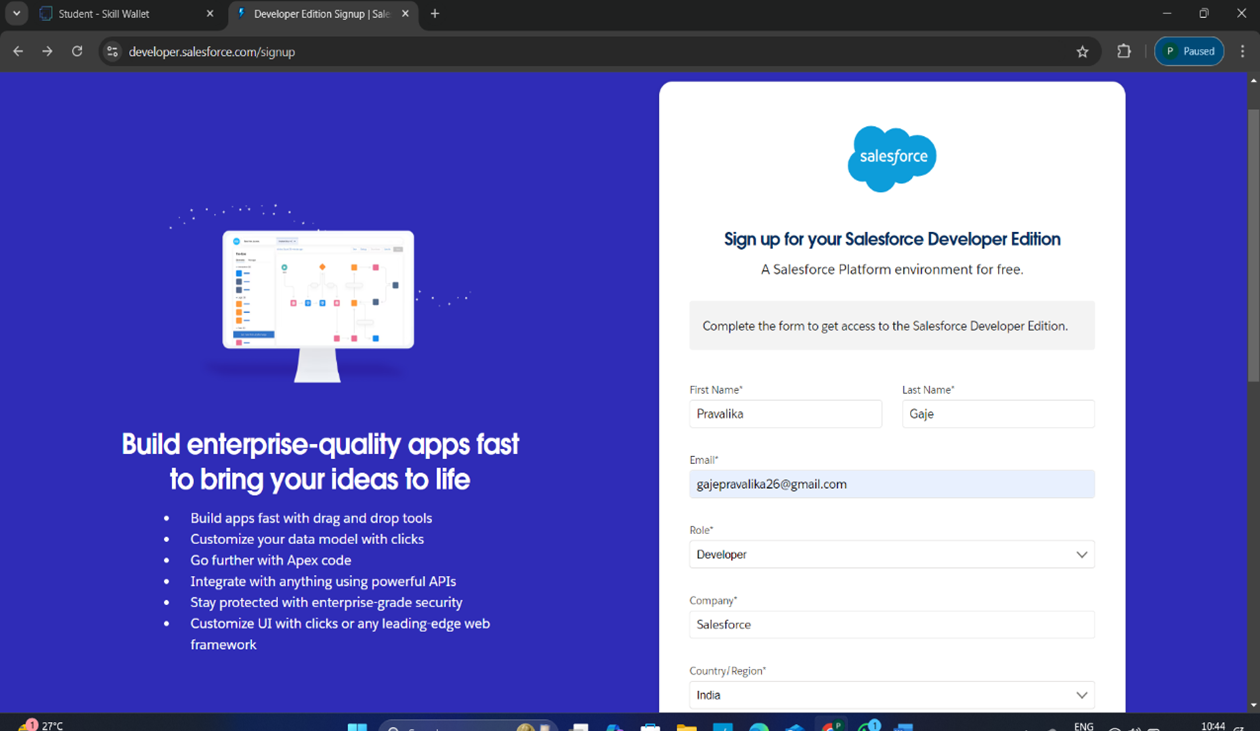 Student - Skill Wallet
Developer Edition Signup | Sale
developer.salesforce.com/signup
P Paused
salesforce
Sign up for your Salesforce Developer Edition
A Salesforce Platform environment for free.
Complete the form to get access to the Salesforce Developer Edition.
First Name*
Last Name*
Pravalika
Gaje
Email*
gajepravalika26@gmail.com
Role*
Developer
Company*
Salesforce
Country/Region*
India
Build enterprise-quality apps fast
to bring your ideas to life
• Build apps fast with drag and drop tools
• Customize your data model with clicks
• Go further with Apex code
• Integrate with anything using powerful APIs
• Stay protected with enterprise-grade security
• Customize UI with clicks or any leading-edge web
framework
1
27°C
P
1
ENG
10:44